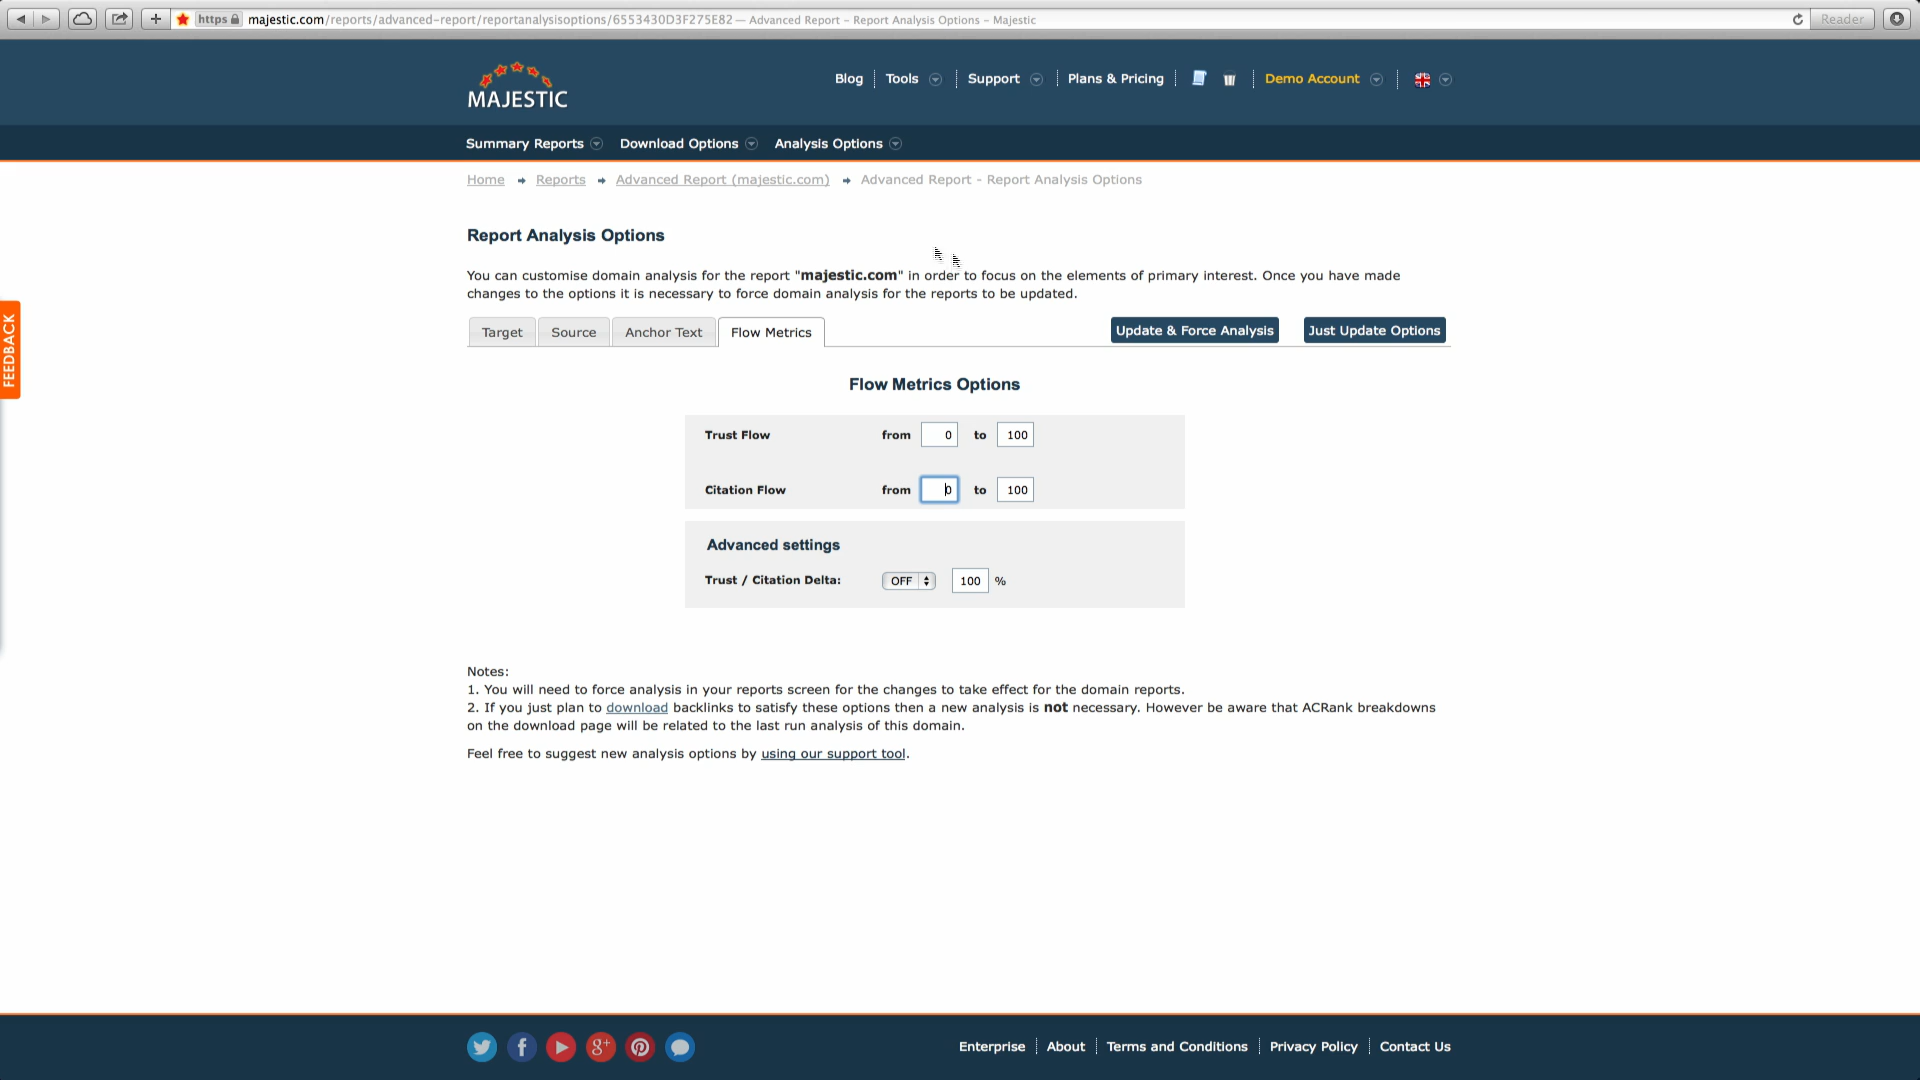 https majestic.com/reports/advanced-report/reportanalysisoptions/6553430D3F275E82 — Advanced Report – Report Analysis Options – Majestic Reader
MAJESTIC
Blog Tools Support Plans & Pricing Demo Account
Summary Reports Download Options Analysis Options
Home Reports Advanced Report (majestic.com) Advanced Report - Report Analysis Options
Report Analysis Options
You can customise domain analysis for the report "majestic.com" in order to focus on the elements of primary interest. Once you have made
changes to the options it is necessary to force domain analysis for the reports to be updated.
FEEDBACK
Target Source Anchor Text Flow Metrics Update & Force Analysis Just Update Options
Flow Metrics Options
Trust Flow from 0 to 100
Citation Flow from 0 to 100
Advanced settings
Trust / Citation Delta: OFF 100 %
Notes:
1. You will need to force analysis in your reports screen for the changes to take effect for the domain reports.
2. If you just plan to download backlinks to satisfy these options then a new analysis is not necessary. However be aware that ACRank breakdowns
on the download page will be related to the last run analysis of this domain.
Feel free to suggest new analysis options by using our support tool.
Enterprise About Terms and Conditions Privacy Policy Contact Us